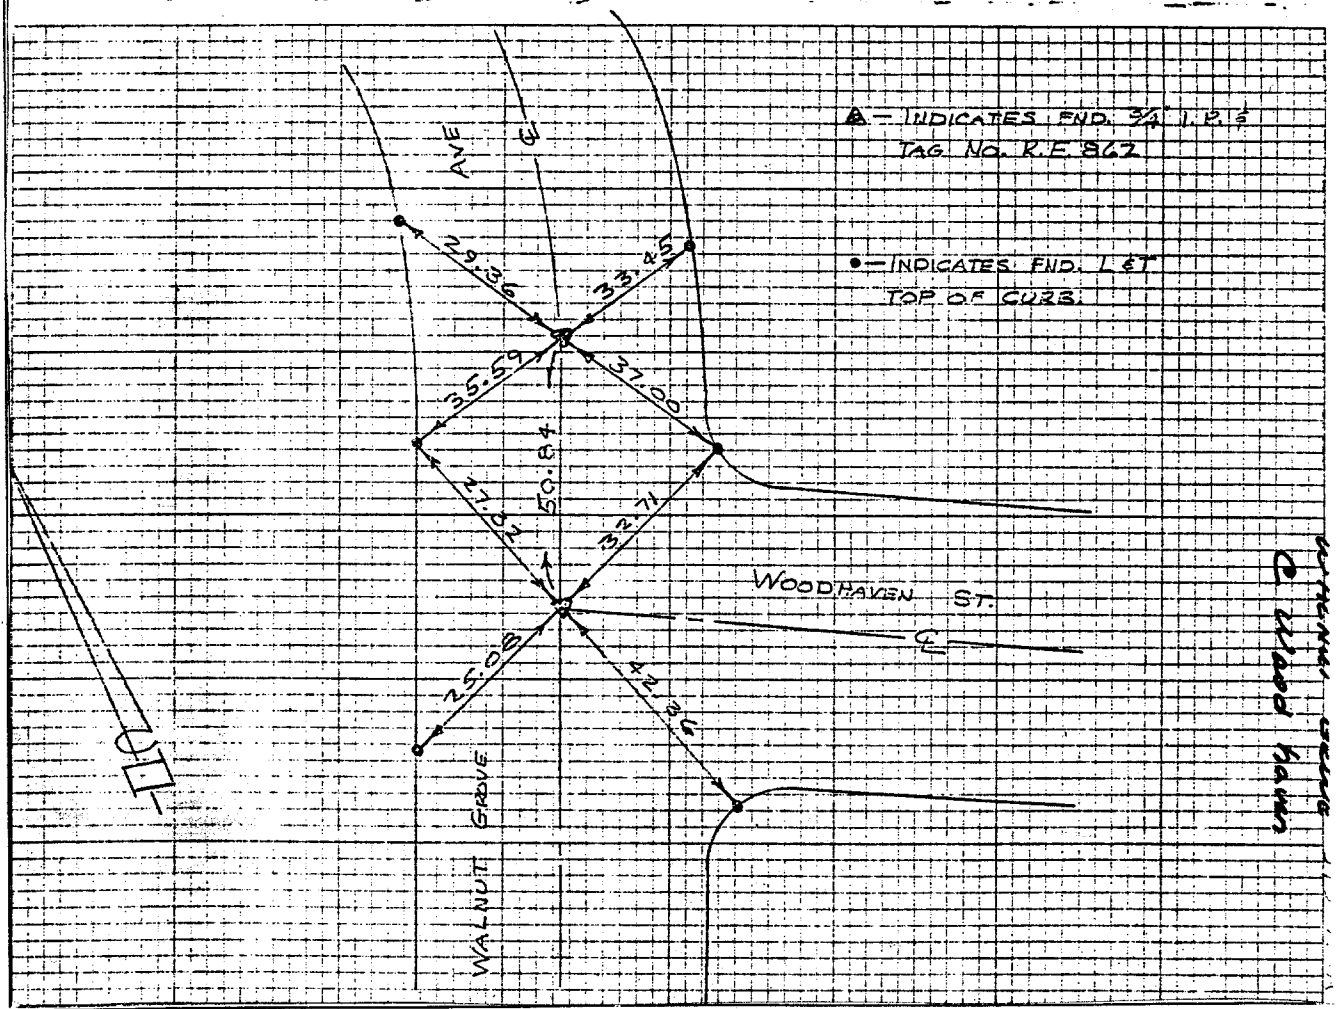 △ - INDICATES FND. 3/4" I.P. &
TAG NO. R.E. 862
● - INDICATES FND. L & T
TOP OF CURB.
AVE
℄
29.36
33.45
35.59
37.00
50.84
27.82
32.71
WOODHAVEN ST.
℄
25.08
42.36
WALNUT GROVE
@ Wood haven